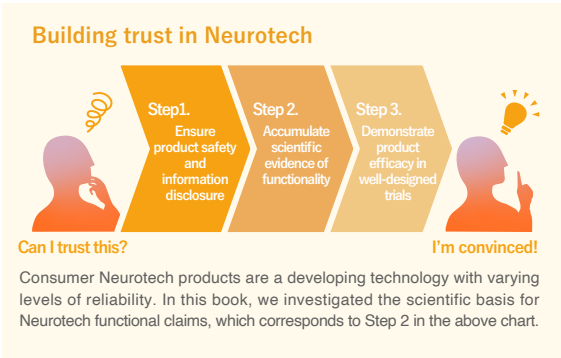 Building trust in Neurotech
Step1.
Ensure
product safety
and
information
disclosure
Step 2.
Accumulate
scientific
evidence of
functionality
Step 3.
Demonstrate
product
efficacy in
well-designed
trials
Can I trust this?
I'm convinced!
Consumer Neurotech products are a developing technology with varying
levels of reliability. In this book, we investigated the scientific basis for
Neurotech functional claims, which corresponds to Step 2 in the above chart.